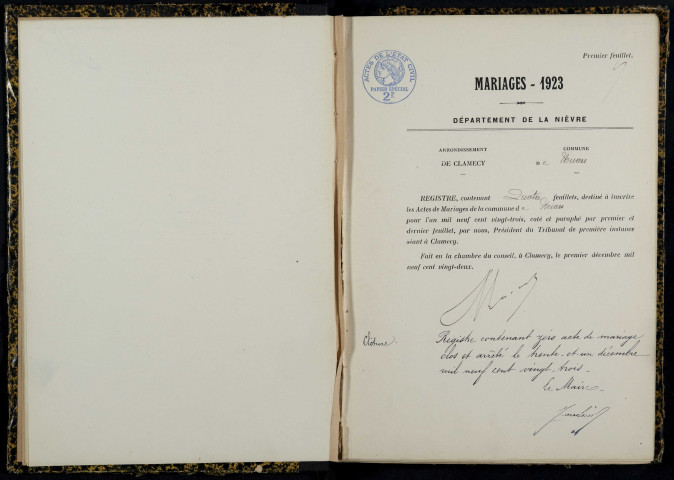 Premier feuillet.
ACTES DE L'ÉTAT CIVIL
PAPIER SPÉCIAL
2F
MARIAGES - 1923
DÉPARTEMENT DE LA NIÈVRE
ARRONDISSEMENT
DE CLAMECY
COMMUNE
de
REGISTRE, contenant Quatre feuillets, destiné à inscrire
les Actes de Mariages de la commune de
pour l'an mil neuf cent vingt-trois, coté et paraphé par premier et
dernier feuillet, par nous, Président du Tribunal de première instance
séant à Clamecy.
Fait en la chambre du conseil, à Clamecy, le premier décembre mil
neuf cent vingt-deux.
Clôture.
Registre contenant zéro acte de mariage
clos et arrêté le trente-et-un décembre
mil neuf cent vingt-trois.
Le Maire